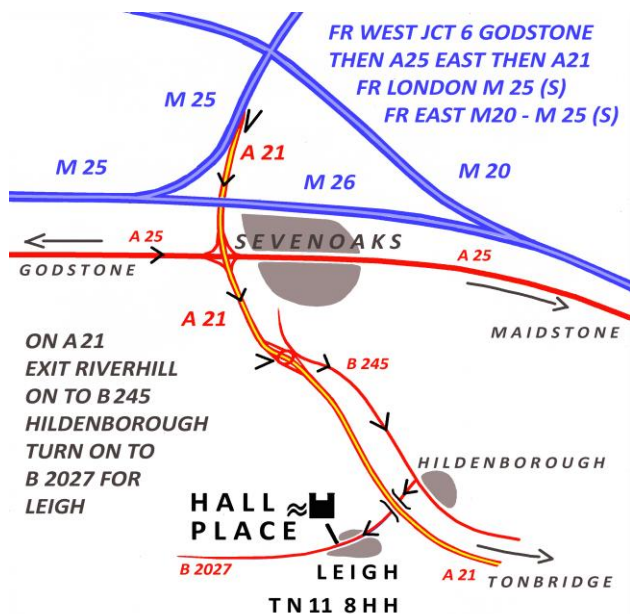 FR WEST JCT 6 GODSTONE
THEN A25 EAST THEN A21
FR LONDON M 25 (S)
FR EAST M20 - M 25 (S)
M 25
A 21
M 25
M 26
M 20
A 25
SEVENOAKS
A 25
GODSTONE
A 21
MAIDSTONE
ON A21
EXIT RIVERHILL
ON TO B 245
HILDENBOROUGH
TURN ON TO
B 2027 FOR
LEIGH
B 245
HILDENBOROUGH
HALL
PLACE
B 2027
LEIGH
A 21
TONBRIDGE
TN11 8HH